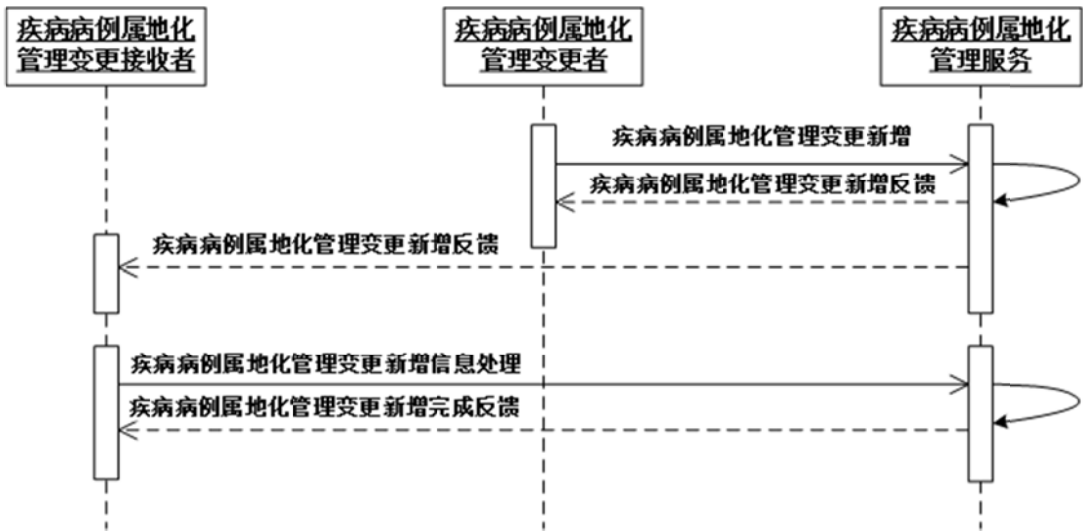 疾病病例属地化
管理变更接收者
疾病病例属地化
管理变更者
疾病病例属地化
管理服务
疾病病例属地化管理变更新增
疾病病例属地化管理变更新增反馈
疾病病例属地化管理变更新增反馈
疾病病例属地化管理变更新增信息处理
疾病病例属地化管理变更新增完成反馈